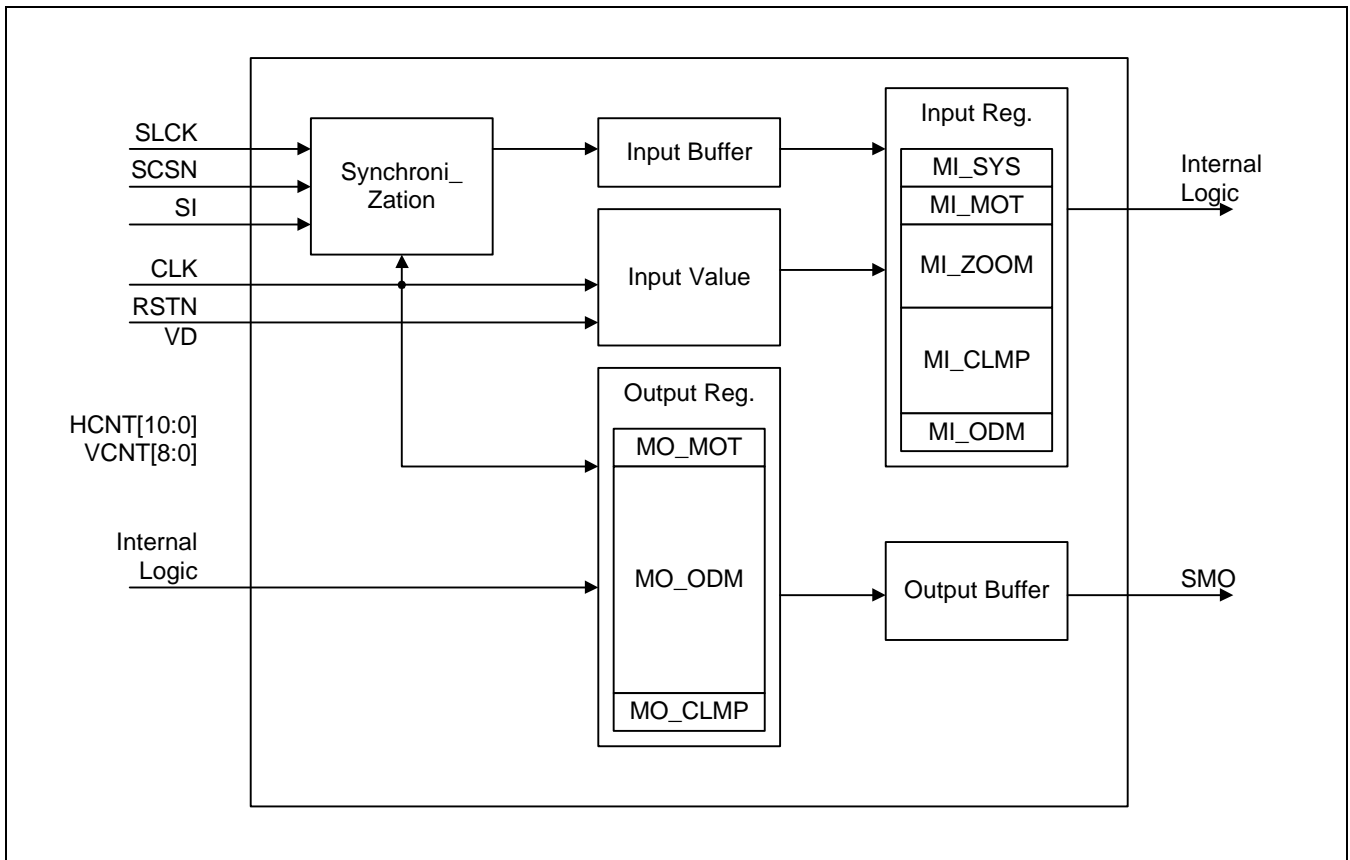 SLCK
SCSN
SI
CLK
RSTN
VD
HCNT[10:0]
VCNT[8:0]
Internal
Logic
Synchroni_
Zation
Input Buffer
Input Value
Output Reg.
MO_MOT
MO_ODM
MO_CLMP
Input Reg.
MI_SYS
MI_MOT
MI_ZOOM
MI_CLMP
MI_ODM
Output Buffer
Internal
Logic
SMO